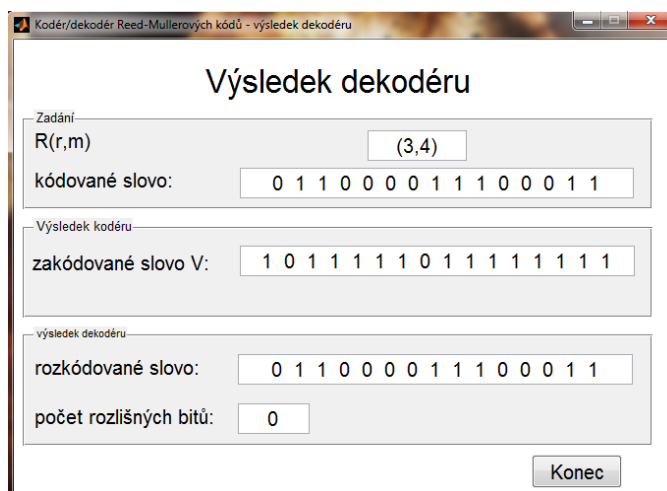 Kodér/dekodér Reed-Mullerových kódů - výsledek dekodéru
Výsledek dekodéru
Zadání
R(r,m) (3,4)
kódované slovo: 0 1 1 0 0 0 0 1 1 1 0 0 0 1 1
Výsledek kodéru
zakódované slovo V: 1 0 1 1 1 1 1 0 1 1 1 1 1 1 1 1
výsledek dekodéru
rozkódované slovo: 0 1 1 0 0 0 0 1 1 1 0 0 0 1 1
počet rozlišných bitů: 0
Konec